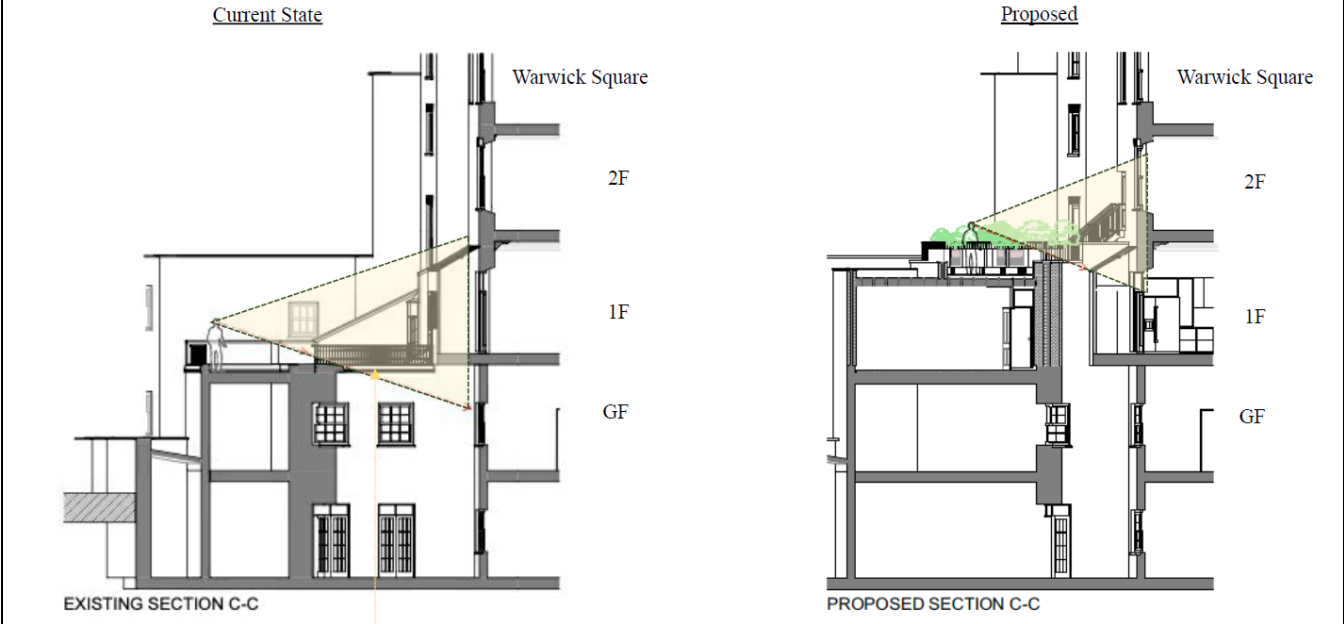 Current State
Proposed
Warwick Square
Warwick Square
2F
2F
1F
1F
GF
GF
EXISTING SECTION C-C
PROPOSED SECTION C-C